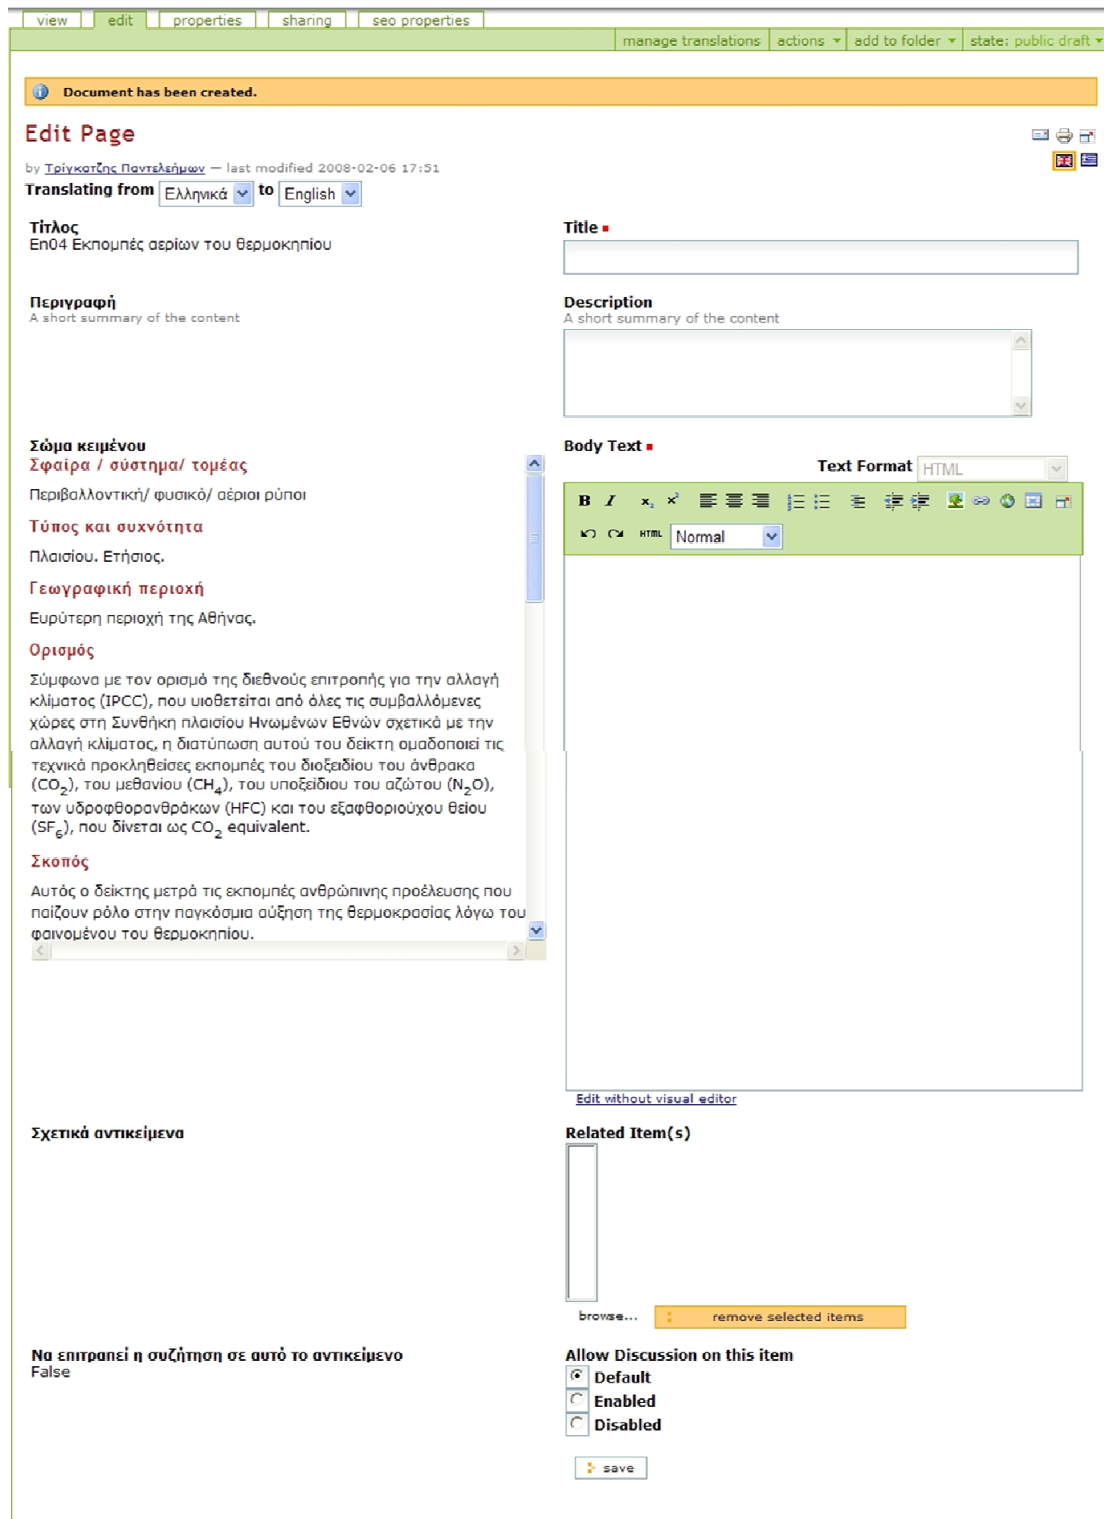 view edit properties sharing seo properties
manage translations actions add to folder state: public draft
Document has been created.
Edit Page
by Τρίγκατζης Παντελεήμων — last modified 2008-02-06 17:51
Translating from Ελληνικά to English
Τίτλος
En04 Εκπομπές αερίων του θερμοκηπίου
Title
Περιγραφή
A short summary of the content
Description
A short summary of the content
Σώμα κειμένου
Σφαίρα / σύστημα/ τομέας
Περιβαλλοντική/ φυσικό/ αέριοι ρύποι
Τύπος και συχνότητα
Πλαισίου. Ετήσιος.
Γεωγραφική περιοχή
Ευρύτερη περιοχή της Αθήνας.
Ορισμός
Σύμφωνα με τον ορισμό της διεθνούς επιτροπής για την αλλαγή
κλίματος (IPCC), που υιοθετείται από όλες τις συμβαλλόμενες
χώρες στη Συνθήκη πλαισίου Ηνωμένων Εθνών σχετικά με την
αλλαγή κλίματος, η διατύπωση αυτού του δείκτη ομαδοποιεί τις
τεχνικά προκληθείσες εκπομπές του διοξειδίου του άνθρακα
(CO2), του μεθανίου (CH4), του υποξείδιου του αζώτου (N2O),
των υδροφθορανθράκων (HFC) και του εξαφθοριούχου θείου
(SF6), που δίνεται ως CO2 equivalent.
Σκοπός
Αυτός ο δείκτης μετρά τις εκπομπές ανθρώπινης προέλευσης που
παίζουν ρόλο στην παγκόσμια αύξηση της θερμοκρασίας λόγω του
φαινομένου του θερμοκηπίου.
Body Text
Text Format HTML
B I x₂ x² 
HTML Normal
Edit without visual editor
Σχετικά αντικείμενα
Related Item(s)
browse... remove selected items
Να επιτραπεί η συζήτηση σε αυτό το αντικείμενο
False
Allow Discussion on this item
Default
Enabled
Disabled
save